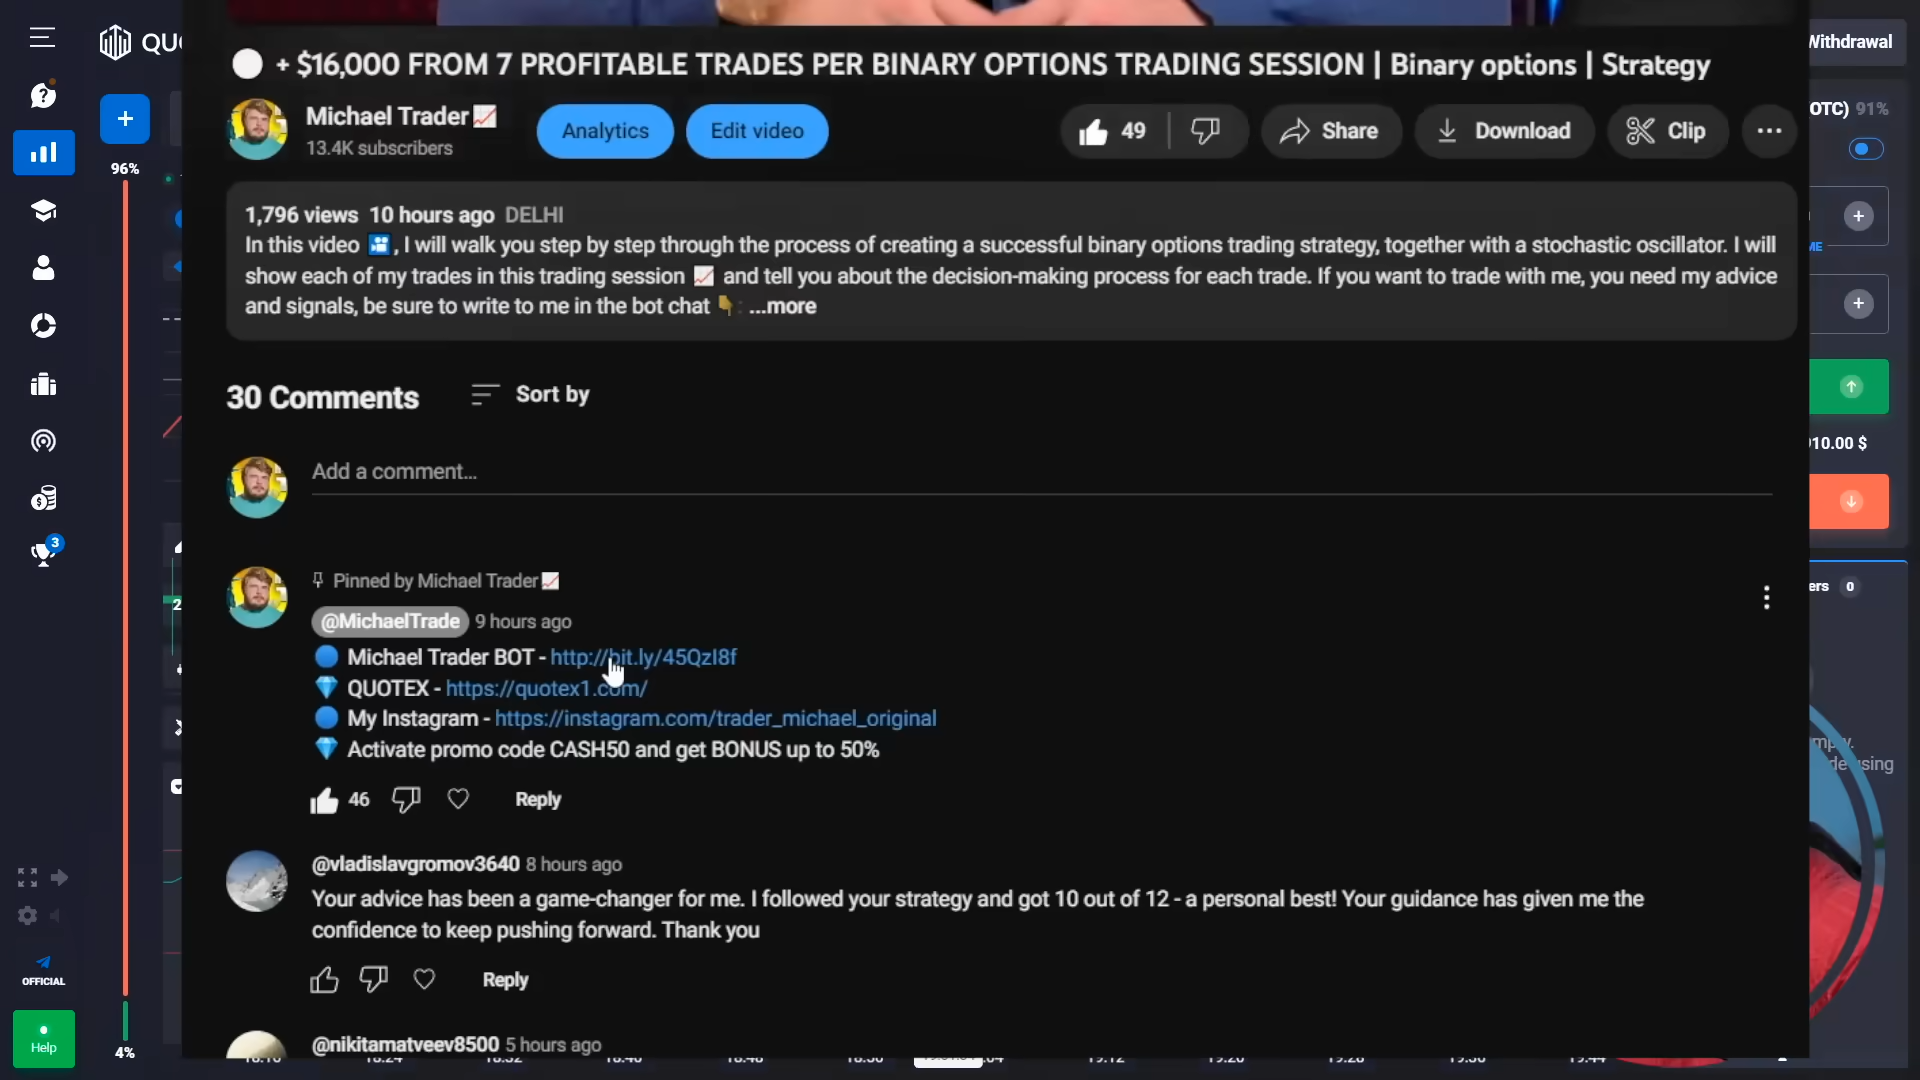 QUO
Withdrawal
+ $16,000 FROM 7 PROFITABLE TRADES PER BINARY OPTIONS TRADING SESSION | Binary options | Strategy
Michael Trader
13.4K subscribers
Analytics
Edit video
49
Share
Download
Clip
(OTC) 91%
96%
1,796 views 10 hours ago DELHI
In this video 🎦, I will walk you step by step through the process of creating a successful binary options trading strategy, together with a stochastic oscillator. I will
show each of my trades in this trading session 📈 and tell you about the decision-making process for each trade. If you want to trade with me, you need my advice
and signals, be sure to write to me in the bot chat 👇: ...more
30 Comments
Sort by
Add a comment...
10.00 $
3
Pinned by Michael Trader
0
@MichaelTrade 9 hours ago
🔵 Michael Trader BOT - http://bit.ly/45QzI8f
💎 QUOTEX - https://quotex1.com/
🔵 My Instagram - https://instagram.com/trader_michael_original
💎 Activate promo code CASH50 and get BONUS up to 50%
46
Reply
@vladislavgromov3640 8 hours ago
Your advice has been a game-changer for me. I followed your strategy and got 10 out of 12 - a personal best! Your guidance has given me the
confidence to keep pushing forward. Thank you
Reply
OFFICIAL
Help
4%
@nikitamatveev8500 5 hours ago